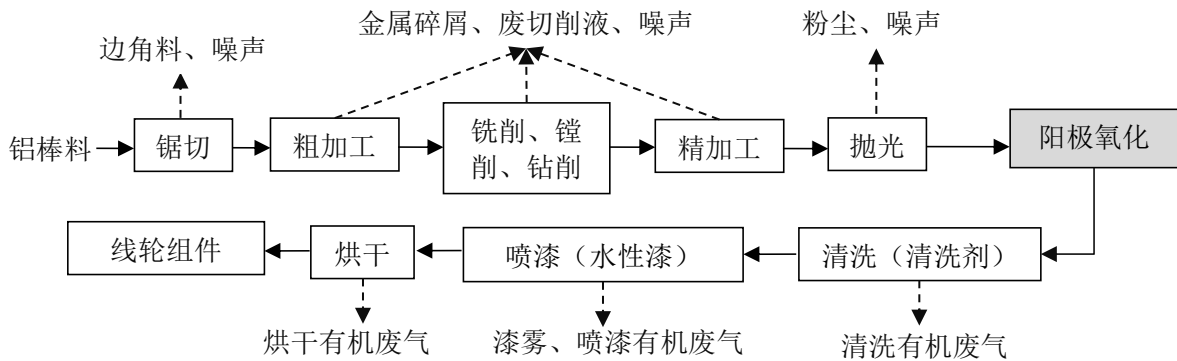 金属碎屑、废切削液、噪声
粉尘、噪声
边角料、噪声
铝棒料
锯切
粗加工
铣削、镗
削、钻削
精加工
抛光
阳极氧化
线轮组件
烘干
喷漆（水性漆）
清洗（清洗剂）
烘干有机废气
漆雾、喷漆有机废气
清洗有机废气